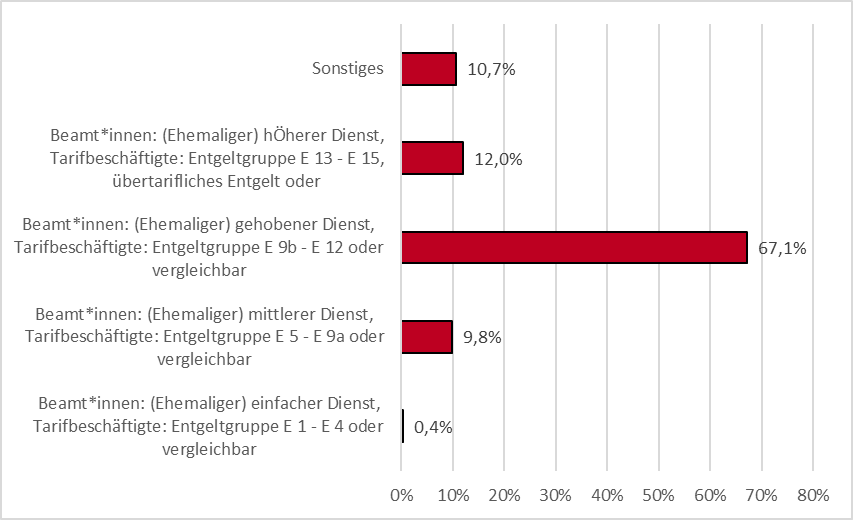 Sonstiges
10,7%
Beamt*innen: (Ehemaliger) hÖherer Dienst,
Tarifbeschäftigte: Entgeltgruppe E 13 - E 15,
übertarifliches Entgelt oder
12,0%
Beamt*innen: (Ehemaliger) gehobener Dienst,
Tarifbeschäftigte: Entgeltgruppe E 9b - E 12 oder
vergleichbar
67,1%
Beamt*innen: (Ehemaliger) mittlerer Dienst,
Tarifbeschäftigte: Entgeltgruppe E 5 - E 9a oder
vergleichbar
9,8%
Beamt*innen: (Ehemaliger) einfacher Dienst,
Tarifbeschäftigte: Entgeltgruppe E 1 - E 4 oder
vergleichbar
0,4%
0% 10% 20% 30% 40% 50% 60% 70% 80%